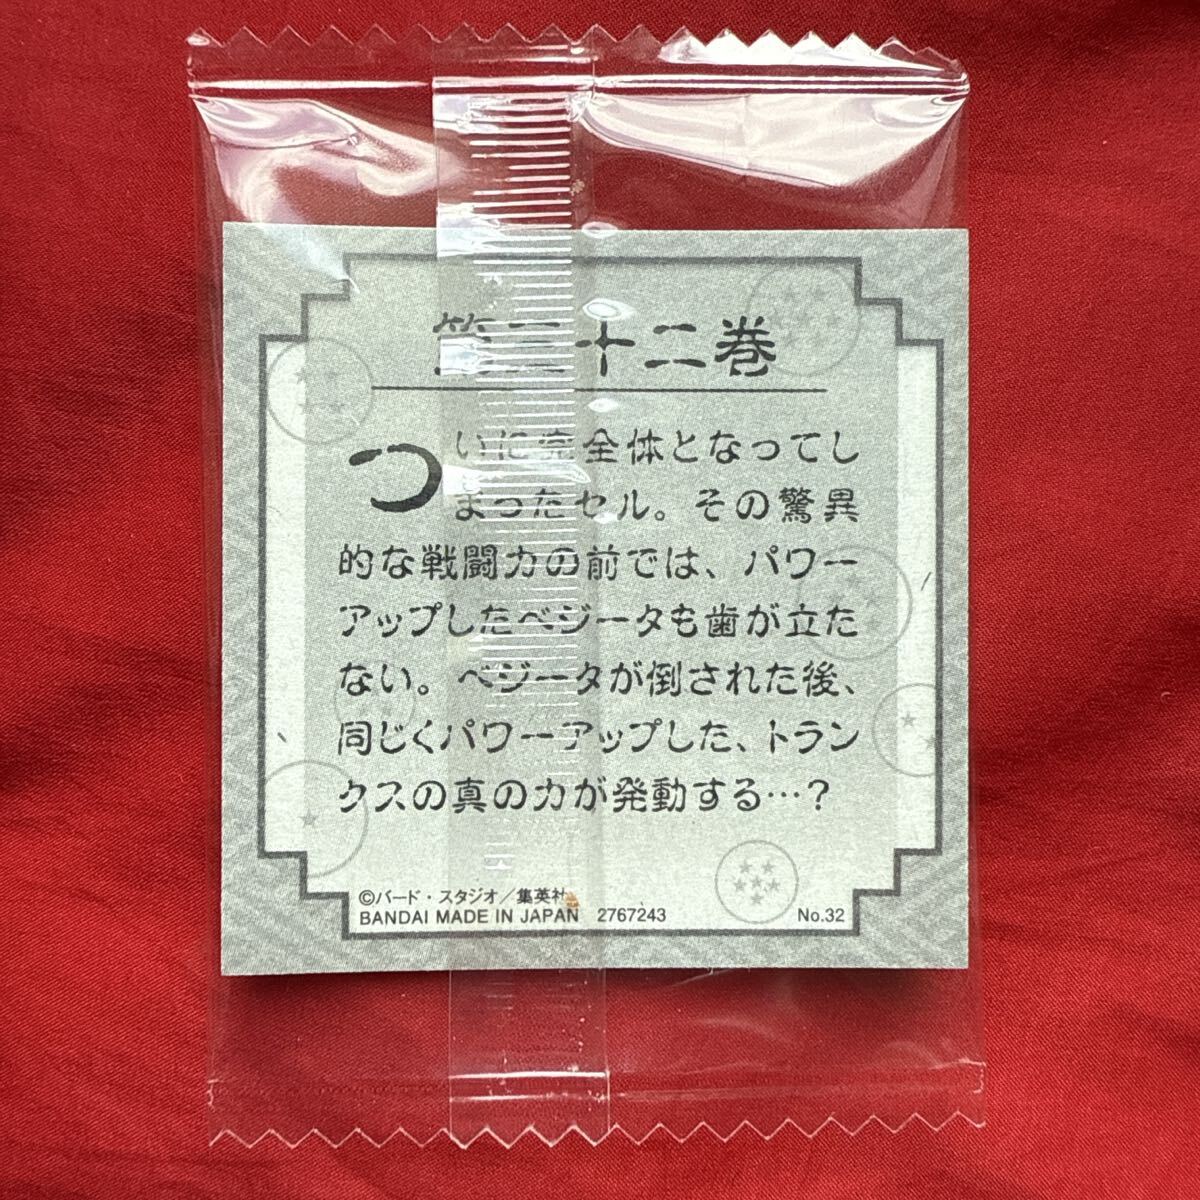 第三十二巻
ついに完全体となってし
まったセル。その驚異
的な戦闘力の前では、パワー
アップしたベジータも歯が立た
ない。ベジータが倒された後、
同じくパワーアップした、トラン
クスの真の力が発動する…？
©バード・スタジオ／集英社
BANDAI MADE IN JAPAN 2767243 No.32